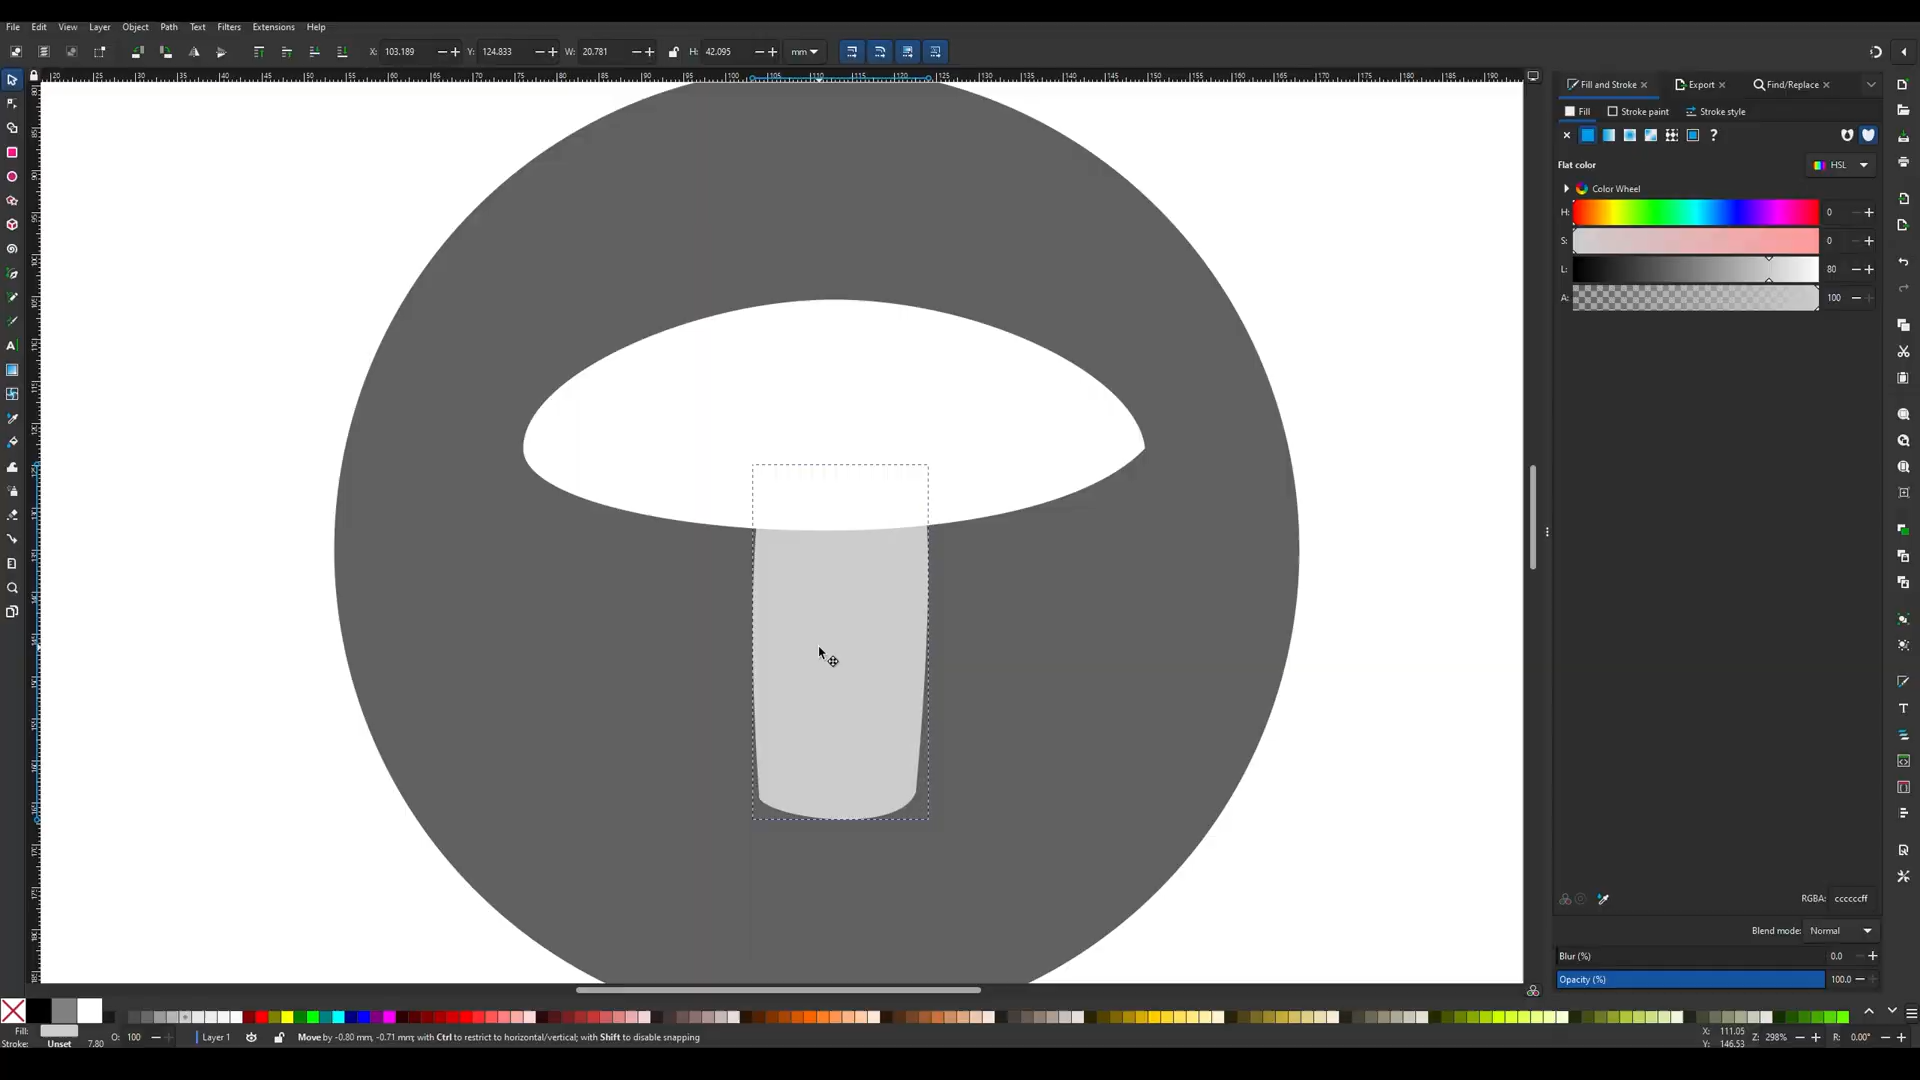 File Edit View Layer Object Path Text Filters Extensions Help
X: 103.189 Y: 124.833 W: 20.781 H: 42.095 mm
Fill and Stroke Export Find/Replace
Fill Stroke paint Stroke style
?
Flat color HSL
Color Wheel
H: 0
S: 0
L: 80
A: 100
RGBA: ccccccff
Blend mode: Normal
Blur (%) 0.0
Opacity (%) 100.0
Fill:
Stroke: Unset 7.80 O: 100 Layer 1 Move by -0.80 mm, -0.71 mm; with Ctrl to restrict to horizontal/vertical; with Shift to disable snapping
X: 111.05
Y: 146.53
Z: 298% R: 0.00°